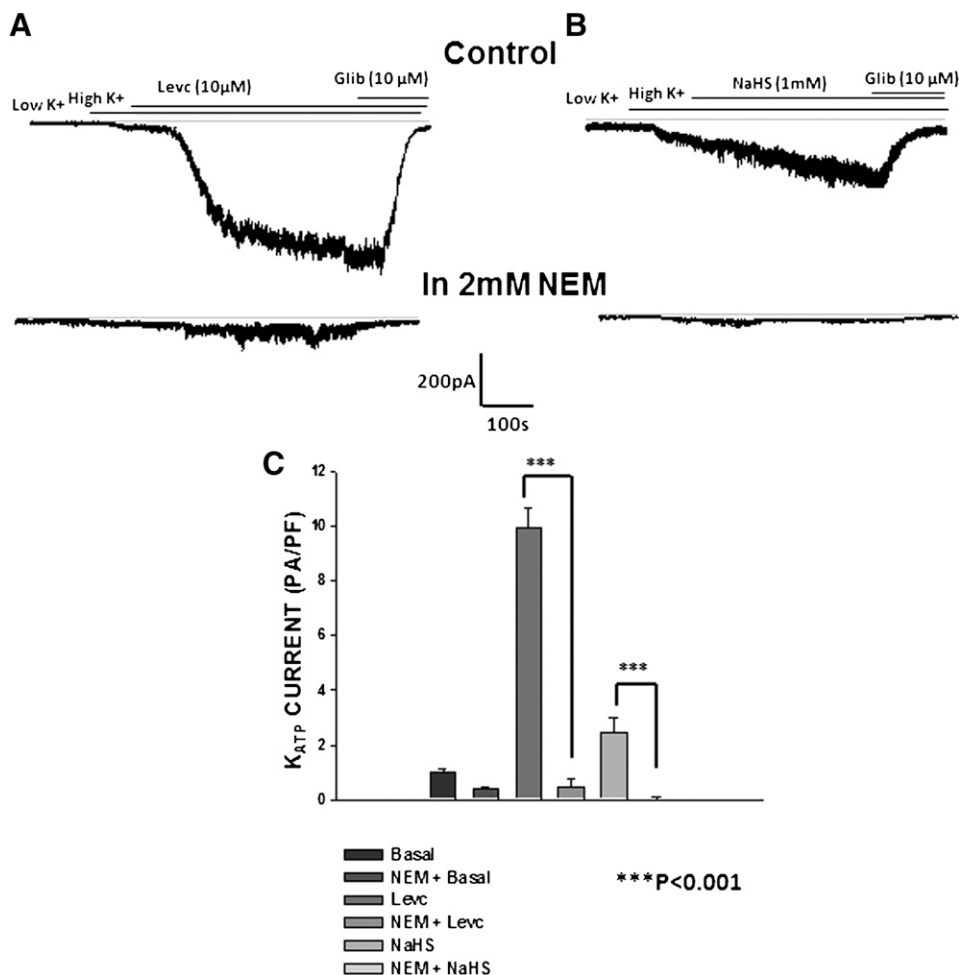 A
B
Control
Levc (10µM)
Glib (10 µM)
Low K+
High K+
NaHS (1mM)
Glib (10 µM)
Low K+
High K+
In 2mM NEM
200pA
100s
C
K_ATP CURRENT (PA/PF)
12
10
8
6
4
2
0
***
***
Basal
NEM + Basal
Levc
NEM + Levc
NaHS
NEM + NaHS
***P<0.001